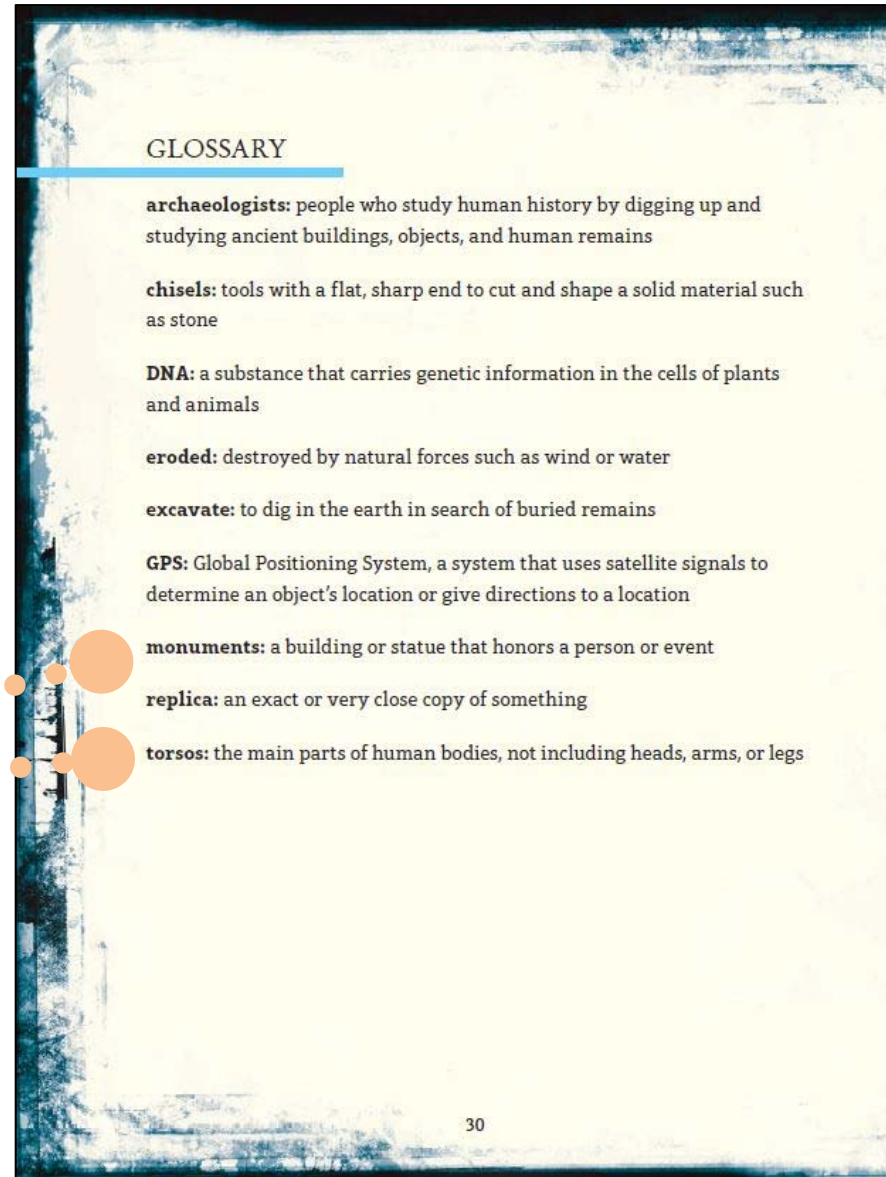 GLOSSARY
archaeologists: people who study human history by digging up and
studying ancient buildings, objects, and human remains
chisels: tools with a flat, sharp end to cut and shape a solid material such
as stone
DNA: a substance that carries genetic information in the cells of plants
and animals
eroded: destroyed by natural forces such as wind or water
excavate: to dig in the earth in search of buried remains
GPS: Global Positioning System, a system that uses satellite signals to
determine an object's location or give directions to a location
monuments: a building or statue that honors a person or event
replica: an exact or very close copy of something
torsos: the main parts of human bodies, not including heads, arms, or legs
30